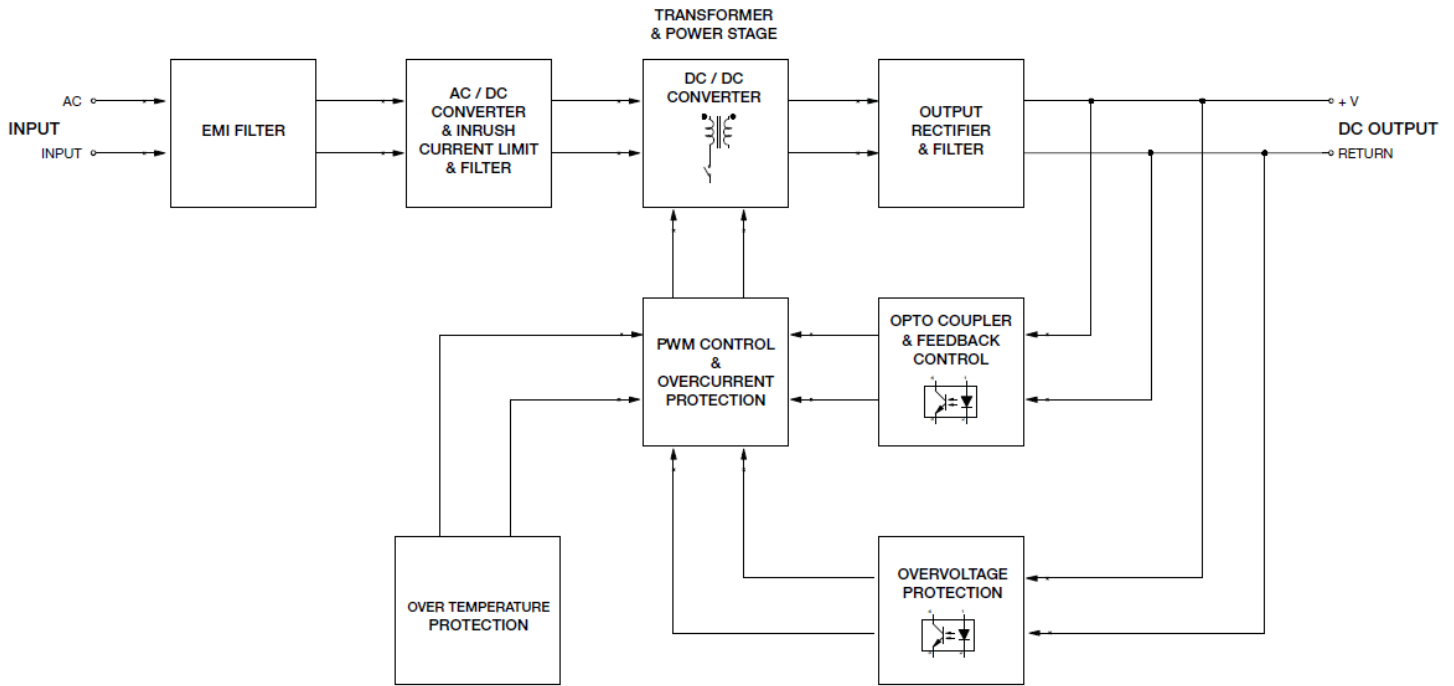 TRANSFORMER
& POWER STAGE
AC
INPUT
INPUT
EMI FILTER
AC / DC
CONVERTER
& INRUSH
CURRENT LIMIT
& FILTER
DC / DC
CONVERTER
OUTPUT
RECTIFIER
& FILTER
+ V
DC OUTPUT
RETURN
PWM CONTROL
&
OVERCURRENT
PROTECTION
OPTO COUPLER
& FEEDBACK
CONTROL
OVER TEMPERATURE
PROTECTION
OVERVOLTAGE
PROTECTION